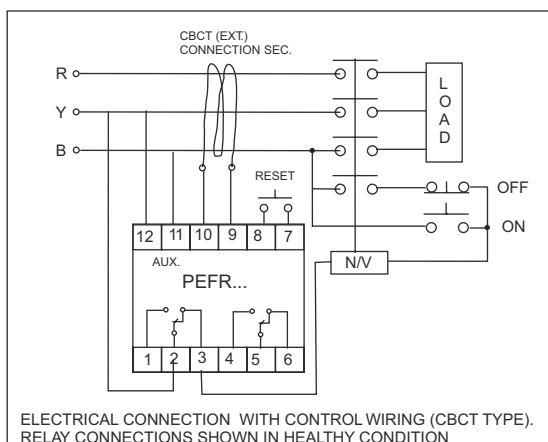 CBCT (EXT.)
CONNECTION SEC.
R
Y
B
LOAD
RESET
OFF
ON
12 11 10 9 8 7
AUX.
PEFR...
N/V
1 2 3 4 5 6
ELECTRICAL CONNECTION WITH CONTROL WIRING (CBCT TYPE).
RELAY CONNECTIONS SHOWN IN HEALTHY CONDITION